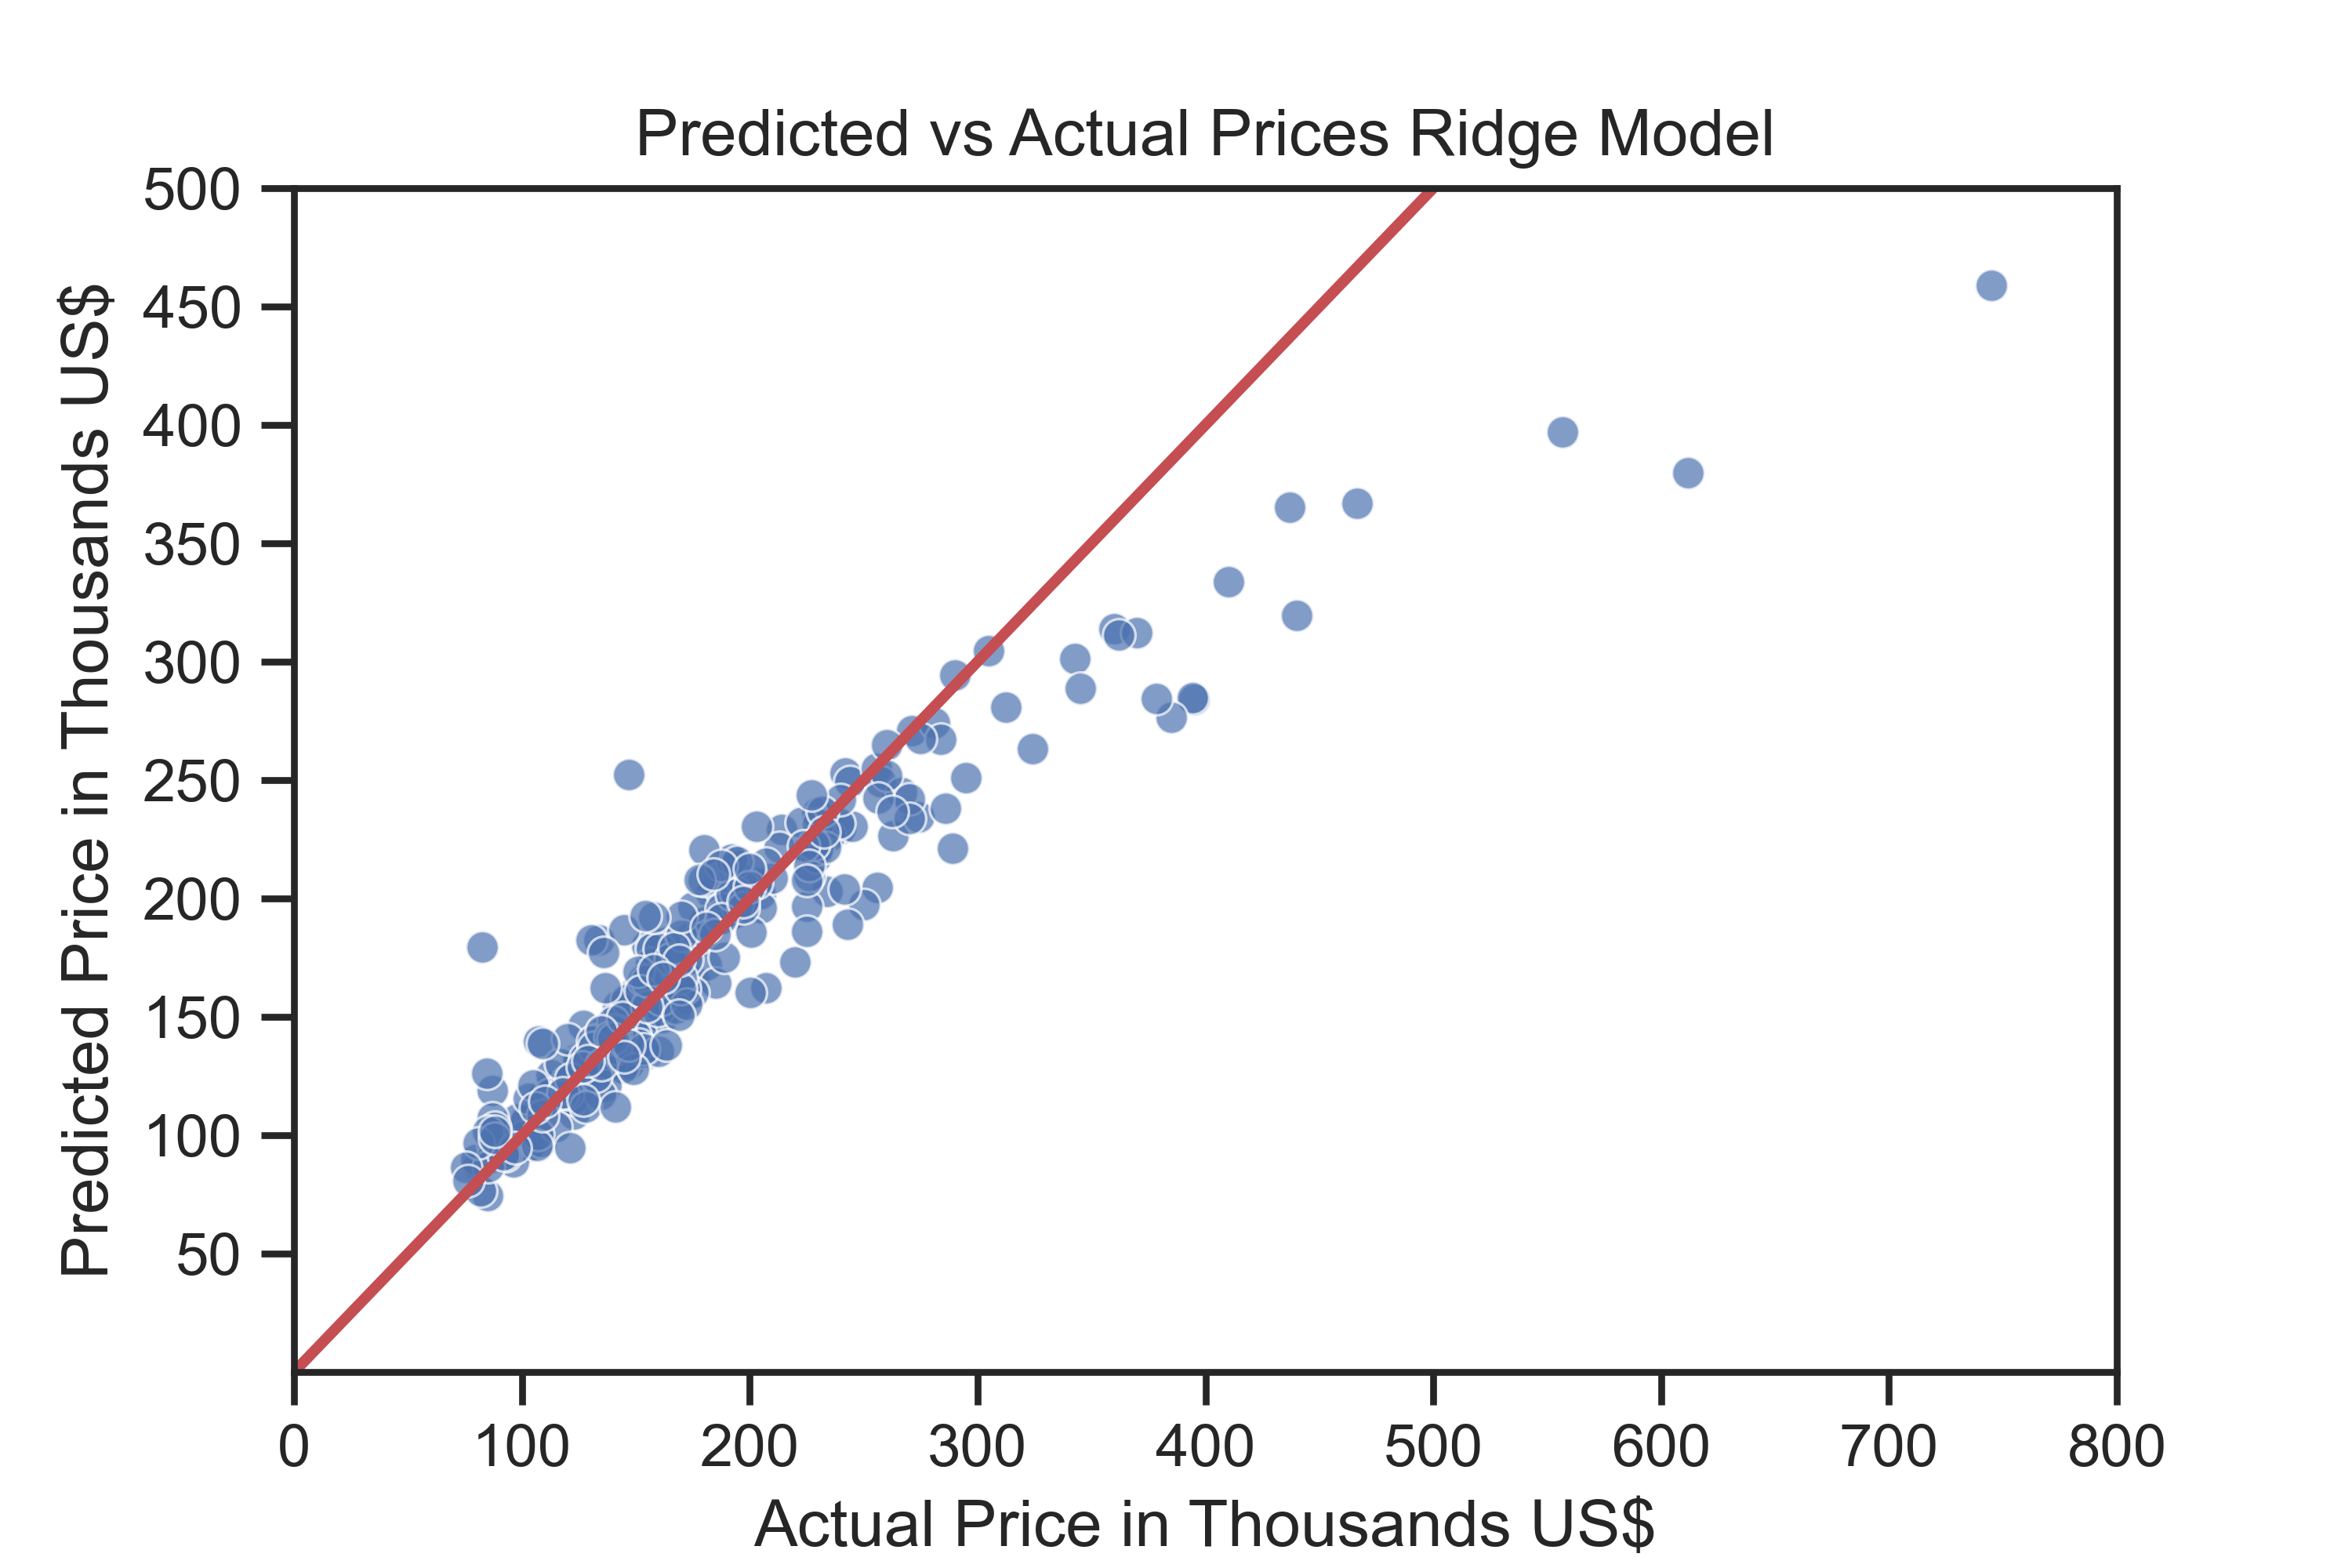 Predicted vs Actual Prices Ridge Model
Predicted Price in Thousands US$
500
450
400
350
300
250
200
150
100
50
0 100 200 300 400 500 600 700 800
Actual Price in Thousands US$